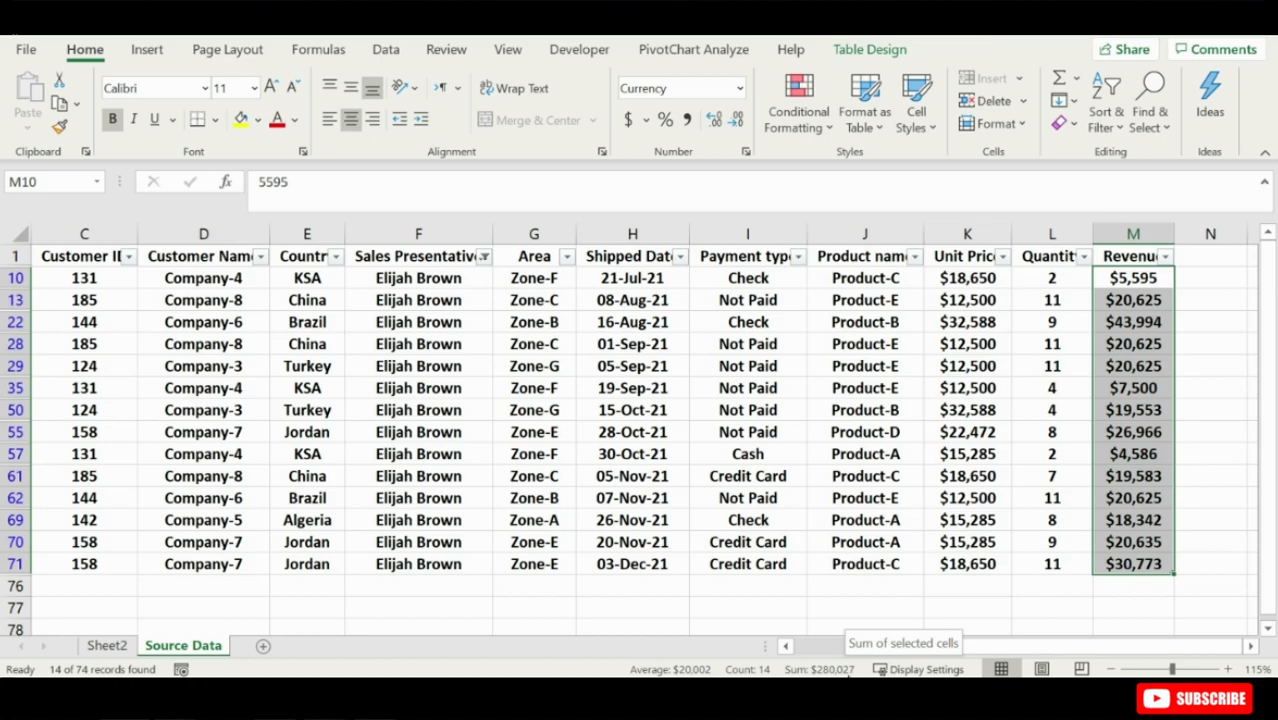 File Home Insert Page Layout Formulas Data Review View Developer PivotChart Analyze Help Table Design Share Comments
Paste
Calibri 11
Wrap Text
Currency
Conditional Formatting
Format as Table
Cell Styles
Insert
Delete
Format
Sort & Filter
Find & Select
Ideas
B I U
Merge & Center
$ % 9
Clipboard Font Alignment Number Styles Cells Editing Ideas
M10 fx 5595
C D E F G H I J K L M N
1 Customer I Customer Nam Countr Sales Presentativ Area Shipped Dat Payment typ Product nam Unit Pric Quantit Revenu
10 131 Company-4 KSA Elijah Brown Zone-F 21-Jul-21 Check Product-C $18,650 2 $5,595
13 185 Company-8 China Elijah Brown Zone-C 08-Aug-21 Not Paid Product-E $12,500 11 $20,625
22 144 Company-6 Brazil Elijah Brown Zone-B 16-Aug-21 Check Product-B $32,588 9 $43,994
28 185 Company-8 China Elijah Brown Zone-C 01-Sep-21 Not Paid Product-E $12,500 11 $20,625
29 124 Company-3 Turkey Elijah Brown Zone-G 05-Sep-21 Not Paid Product-E $12,500 11 $20,625
35 131 Company-4 KSA Elijah Brown Zone-F 19-Sep-21 Not Paid Product-E $12,500 4 $7,500
50 124 Company-3 Turkey Elijah Brown Zone-G 15-Oct-21 Not Paid Product-B $32,588 4 $19,553
55 158 Company-7 Jordan Elijah Brown Zone-E 28-Oct-21 Not Paid Product-D $22,472 8 $26,966
57 131 Company-4 KSA Elijah Brown Zone-F 30-Oct-21 Cash Product-A $15,285 2 $4,586
61 185 Company-8 China Elijah Brown Zone-C 05-Nov-21 Credit Card Product-C $18,650 7 $19,583
62 144 Company-6 Brazil Elijah Brown Zone-B 07-Nov-21 Not Paid Product-E $12,500 11 $20,625
69 142 Company-5 Algeria Elijah Brown Zone-A 26-Nov-21 Check Product-A $15,285 8 $18,342
70 158 Company-7 Jordan Elijah Brown Zone-E 20-Nov-21 Credit Card Product-A $15,285 9 $20,635
71 158 Company-7 Jordan Elijah Brown Zone-E 03-Dec-21 Credit Card Product-C $18,650 11 $30,773
76
77
78
Sheet2 Source Data Sum of selected cells
Ready 14 of 74 records found Average: $20,002 Count: 14 Sum: $280,027 Display Settings 115%
SUBSCRIBE